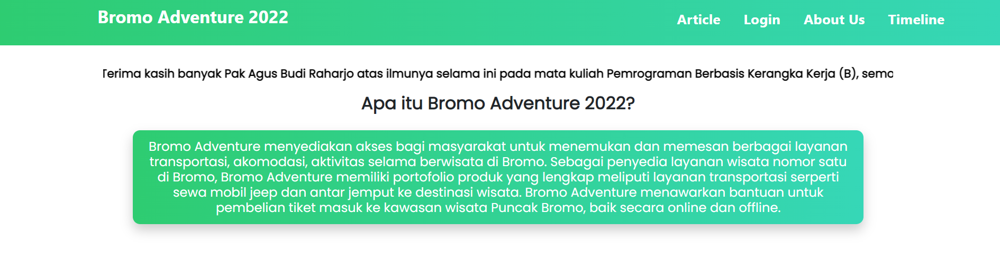 Bromo Adventure 2022
Article Login About Us Timeline
Terima kasih banyak Pak Agus Budi Raharjo atas ilmunya selama ini pada mata kuliah Pemrograman Berbasis Kerangka Kerja (B),
Apa itu Bromo Adventure 2022?
Bromo Adventure menyediakan akses bagi masyarakat untuk menemukan dan memesan berbagai layanan
transportasi, akomodasi, aktivitas selama berwisata di Bromo. Sebagai penyedia layanan wisata nomor satu
di Bromo, Bromo Adventure memiliki portofolio produk yang lengkap meliputi layanan transportasi serperti
sewa mobil jeep dan antar jemput ke destinasi wisata. Bromo Adventure menawarkan bantuan untuk
pembelian tiket masuk ke kawasan wisata Puncak Bromo, baik secara online dan offline.